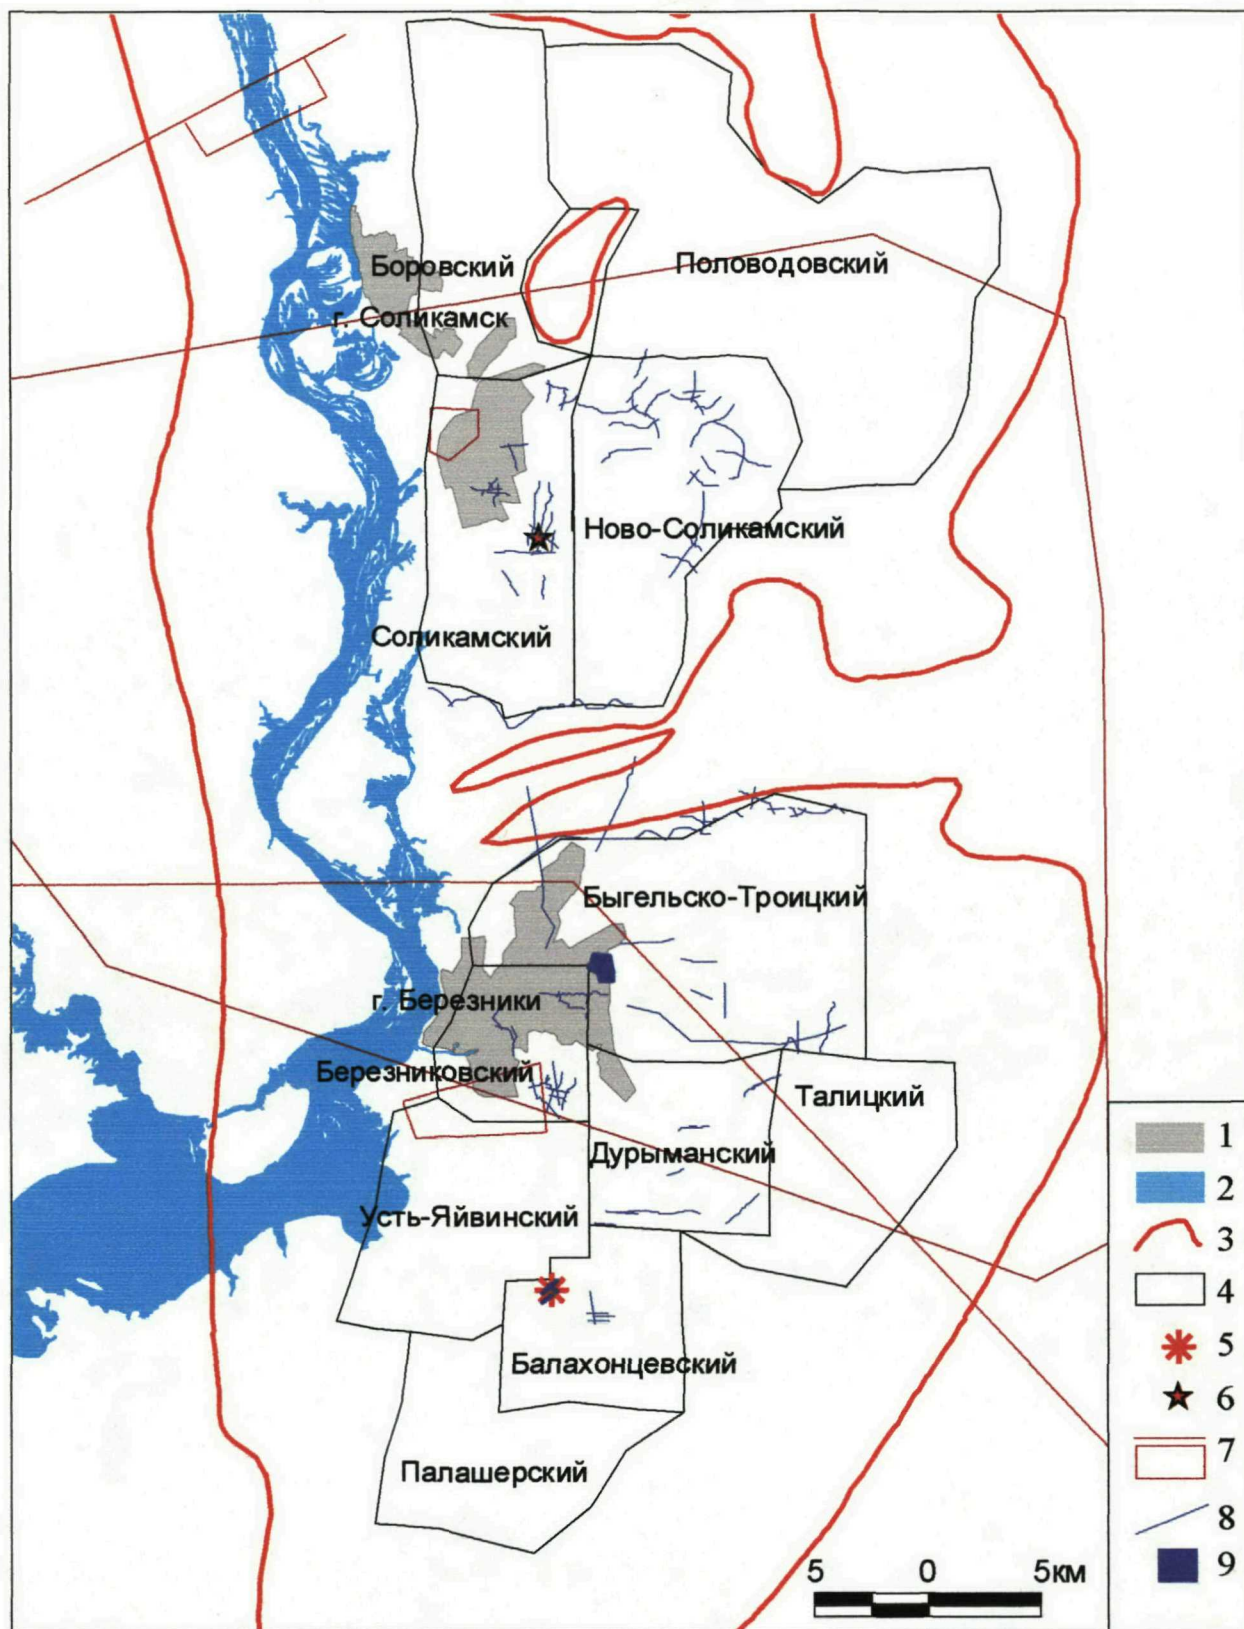 Боровский
Половодовский
г. Соликамск
Ново-Соликамский
Соликамский
Быгельско-Троицкий
г. Березники
Березниковский
Талицкий
Дурыманский
Усть-Яйвинский
Балахонцевский
Палашерский
1
2
3
4
5
6
7
8
9
5 0 5км